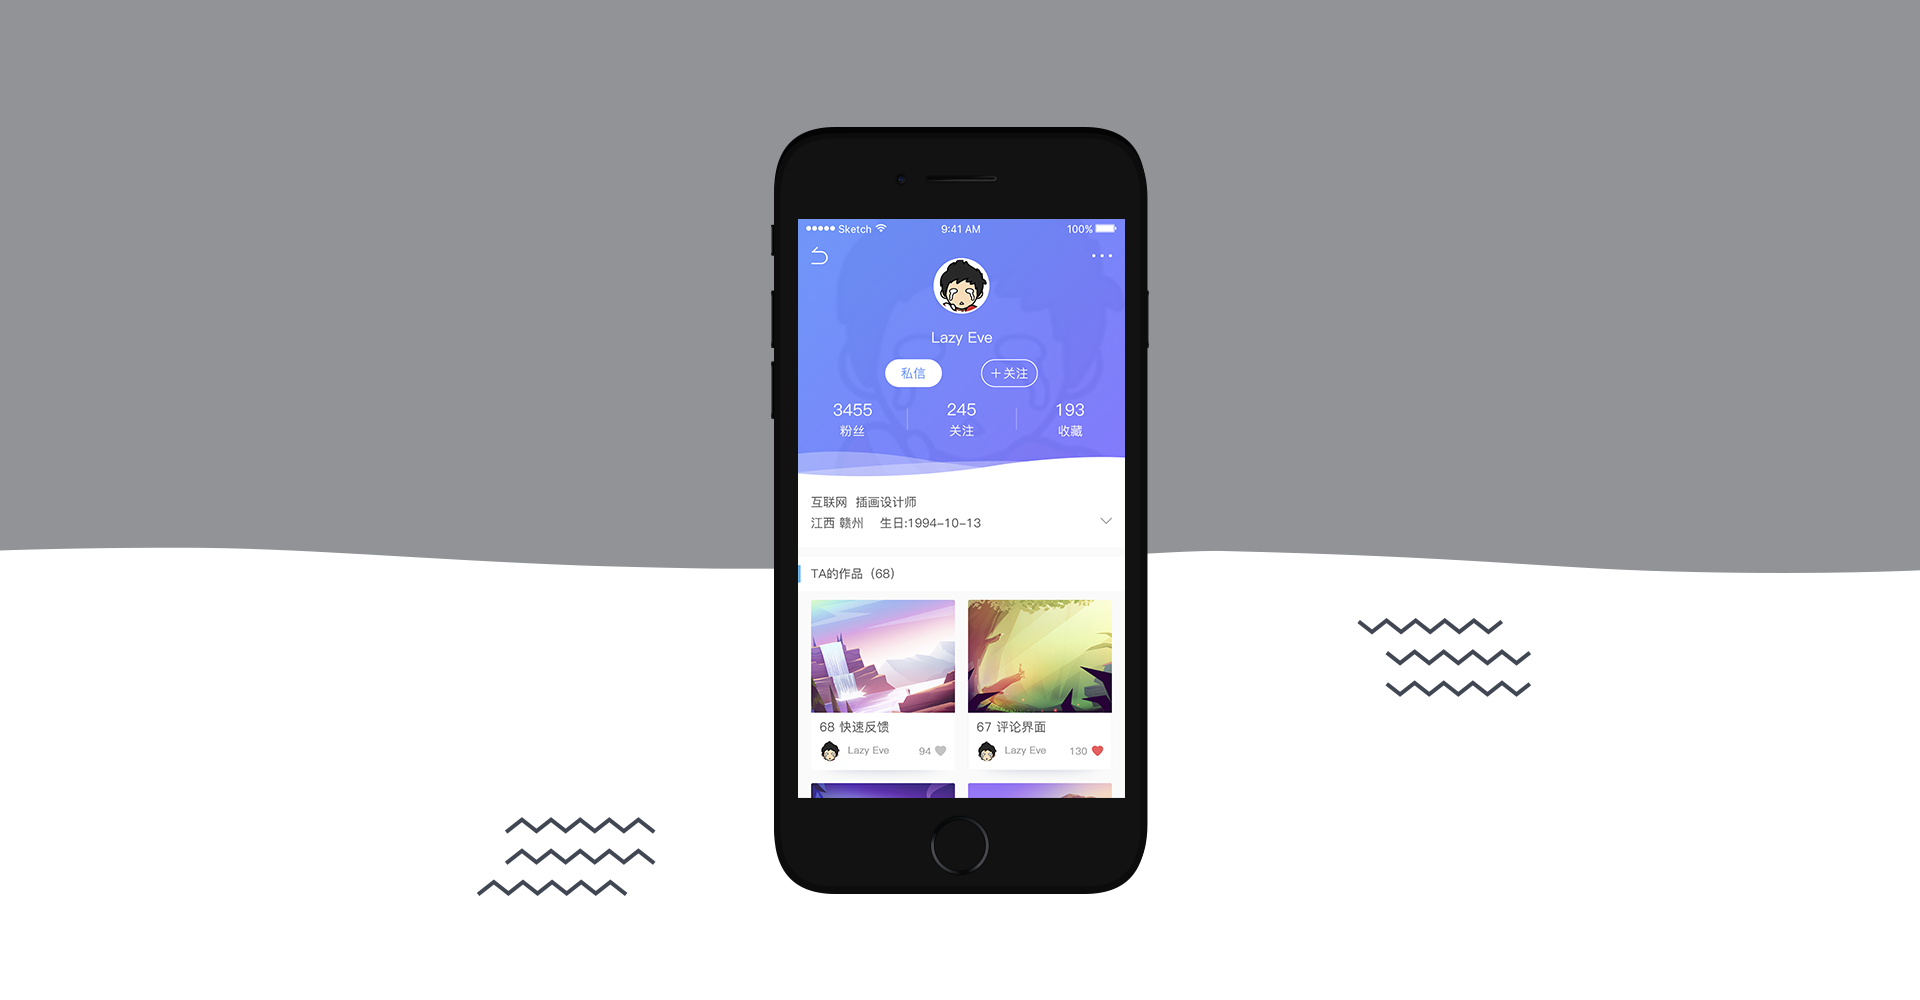 Sketch 9:41 AM 100%
Lazy Eve
私信 +关注
3455 245 193
粉丝 关注 收藏
互联网 插画设计师
江西 赣州 生日:1994-10-13
TA的作品（68）
68 快速反馈 67 评论界面
Lazy Eve 94 Lazy Eve 130